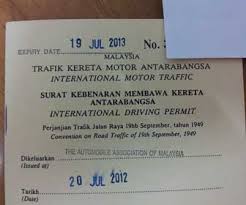 EXPIRY DATE 19 JUL 2013 No.
MALAYSIA
TRAFIK KERETA MOTOR ANTARABANGSA
INTERNATIONAL MOTOR TRAFFIC
SURAT KEBENARAN MEMBAWA KERETA
ANTARABANGSA
INTERNATIONAL DRIVING PERMIT
Perjanjian Trafik Jalan Raya 19hb September, tahun 1949
Convention on Road Traffic of 19th September, 1949
Dikeluarkan THE AUTOMOBILE ASSOCIATION OF MALAYSIA
(Issued at)
20 JUL 2012
Tarikh
(Date)